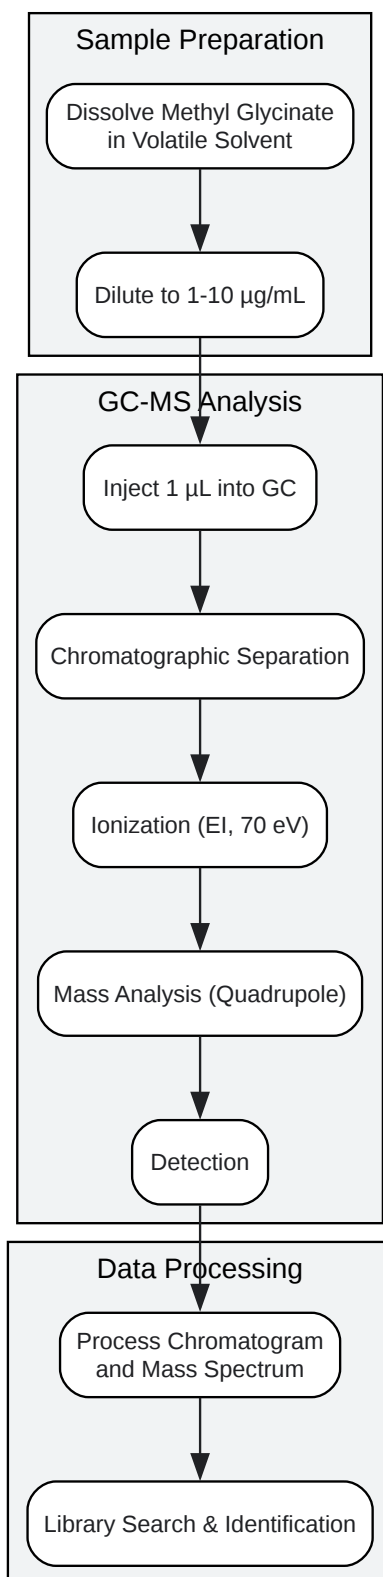 Sample Preparation
Dissolve Methyl Glycinate
in Volatile Solvent
Dilute to 1-10 µg/mL
GC-MS Analysis
Inject 1 µL into GC
Chromatographic Separation
Ionization (EI, 70 eV)
Mass Analysis (Quadrupole)
Detection
Data Processing
Process Chromatogram
and Mass Spectrum
Library Search & Identification